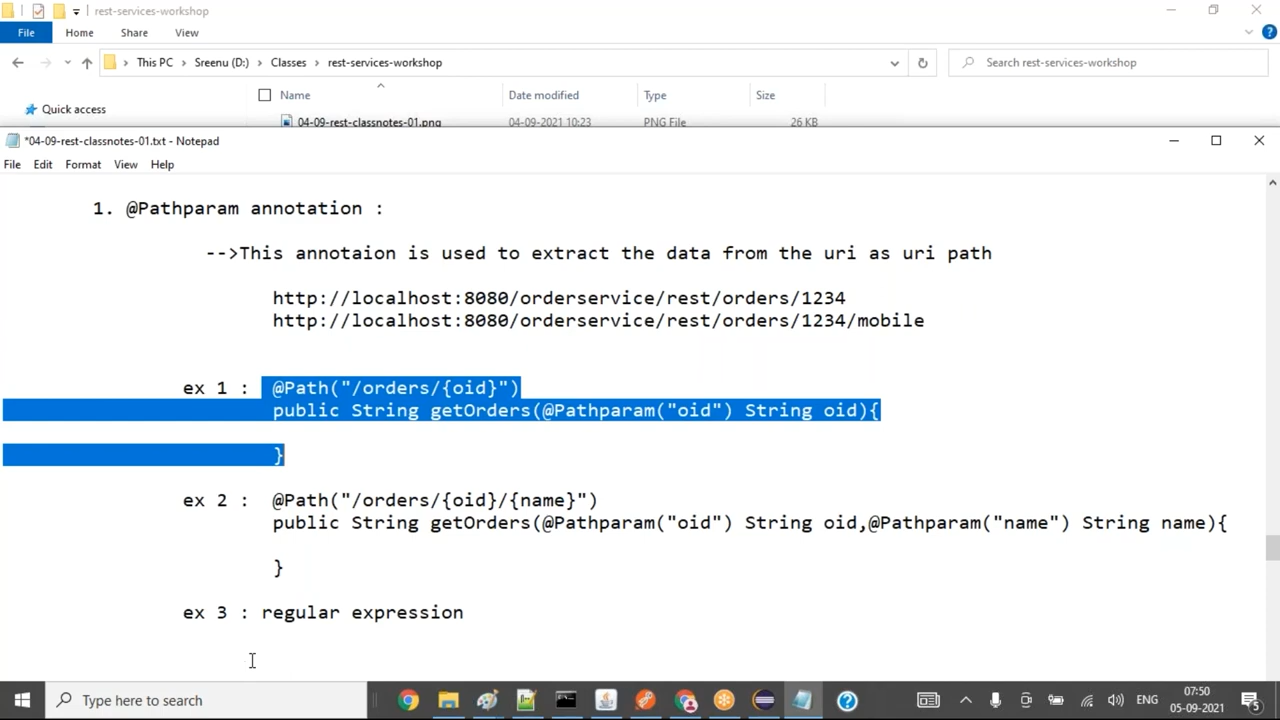 rest-services-workshop
File Home Share View
This PC Sreenu (D:) Classes rest-services-workshop Search rest-services-workshop
Quick access
Name Date modified Type Size
04-09-rest-classnotes-01.png 04-09-2021 10:23 PNG File 26 KB
*04-09-rest-classnotes-01.txt - Notepad
File Edit Format View Help
1. @Pathparam annotation :
-->This annotaion is used to extract the data from the uri as uri path
http://localhost:8080/orderservice/rest/orders/1234
http://localhost:8080/orderservice/rest/orders/1234/mobile
ex 1 : @Path("/orders/{oid}")
public String getOrders(@Pathparam("oid") String oid){
}
ex 2 : @Path("/orders/{oid}/{name}")
public String getOrders(@Pathparam("oid") String oid,@Pathparam("name") String name){
}
ex 3 : regular expression
Type here to search
ENG
07:50
05-09-2021
5